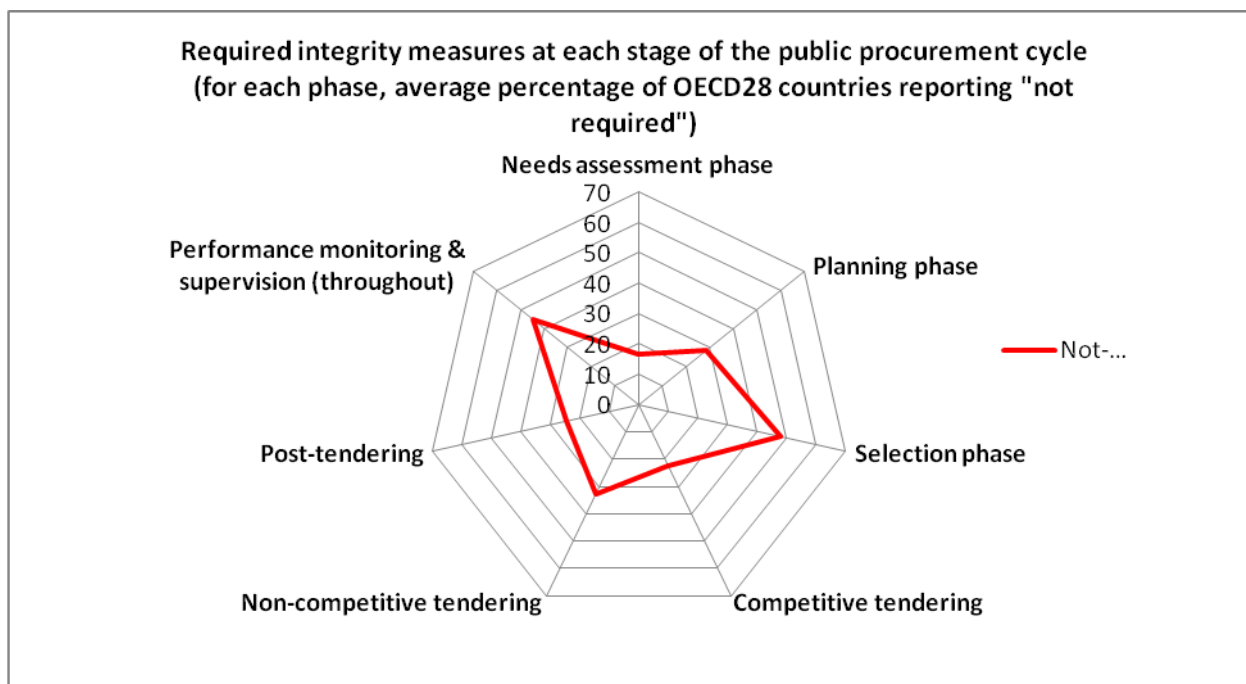 Required integrity measures at each stage of the public procurement cycle
(for each phase, average percentage of OECD28 countries reporting "not
required")
Needs assessment phase
70
60
50
40
30
20
10
0
Performance monitoring &
supervision (throughout)
Planning phase
Not-...
Post-tendering
Selection phase
Non-competitive tendering
Competitive tendering